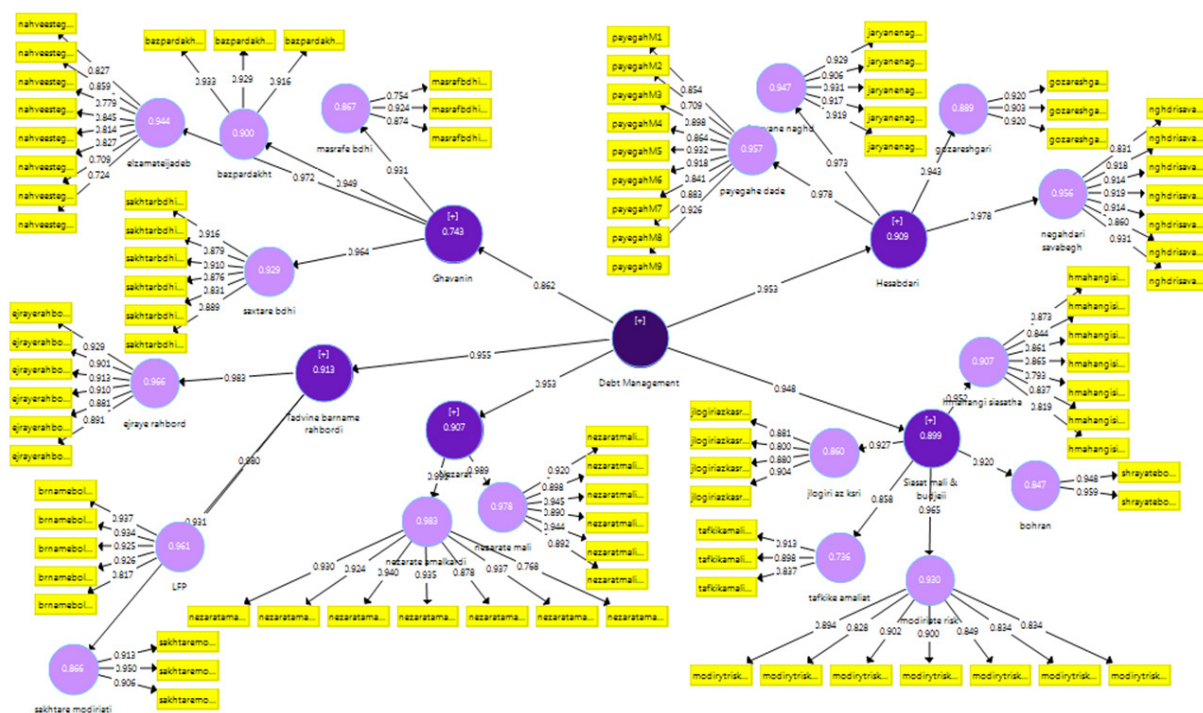 nahveesteg...
nahveesteg...
nahveesteg...
nahveesteg...
nahveesteg...
nahveesteg...
nahveesteg...
nahveesteg...
0.827
0.859
0.779
0.845
0.814
0.827
0.709
0.724
0.944
elzamateijadeb
bazpardakh...
bazpardakh...
bazpardakh...
0.933
0.929
0.916
0.900
bazpardakht
0.867
masrafe bdhi
0.754
0.924
0.874
masrafbdhi...
masrafbdhi...
masrafbdhi...
0.972
0.949
0.931
0.964
[+]
0.743
Ghavanin
sakhtarbdhi...
sakhtarbdhi...
sakhtarbdhi...
sakhtarbdhi...
sakhtarbdhi...
sakhtarbdhi...
0.916
0.879
0.910
0.876
0.831
0.889
0.929
saxtare bdhi
payegahM1
payegahM2
payegahM3
payegahM4
payegahM5
payegahM6
payegahM7
payegahM8
payegahM9
0.854
0.709
0.898
0.864
0.932
0.918
0.841
0.883
0.926
0.957
payegahe dade
0.947
0.929
0.906
0.931
0.917
0.919
jaryanenag...
jaryanenag...
jaryanenag...
jaryanenag...
jaryanenag...
0.889
gozareshgari
0.920
0.903
0.920
gozareshga...
gozareshga...
gozareshga...
0.973
0.978
0.943
0.978
[+]
0.909
Hesabdari
0.956
negahdari
savabegh
0.831
0.918
0.914
0.919
0.914
0.860
0.931
nghdrisava...
nghdrisava...
nghdrisava...
nghdrisava...
nghdrisava...
nghdrisava...
nghdrisava...
0.862
0.953
[+]
Debt Management
0.955
0.953
0.948
ejrayerahbo...
ejrayerahbo...
ejrayerahbo...
ejrayerahbo...
ejrayerahbo...
ejrayerahbo...
0.929
0.901
0.913
0.910
0.881
0.891
0.966
ejraye rahbord
0.983
[+]
0.913
Tadvine barname
rahbordi
0.931
brnamebol...
brnamebol...
brnamebol...
brnamebol...
brnamebol...
0.937
0.934
0.925
0.926
0.817
0.961
LFP
0.866
sakhtare modiriati
0.913
0.950
0.906
sakhtaremo...
sakhtaremo...
sakhtaremo...
[+]
0.907
Nezarat
0.989
0.983
nezarate amalkardi
0.930
0.924
0.940
0.935
0.878
0.937
0.768
nezaratama...
nezaratama...
nezaratama...
nezaratama...
nezaratama...
nezaratama...
nezaratama...
0.978
nezarate mali
0.920
0.898
0.945
0.890
0.944
0.892
nezaratmali...
nezaratmali...
nezaratmali...
nezaratmali...
nezaratmali...
nezaratmali...
[+]
0.899
Siasat mali &
budjeii
0.927
0.858
0.965
0.920
0.907
hmahangi siasatha
0.873
0.844
0.861
0.865
0.793
0.837
0.819
hmahangisi...
hmahangisi...
hmahangisi...
hmahangisi...
hmahangisi...
hmahangisi...
hmahangisi...
jlogiriazkasr...
jlogiriazkasr...
jlogiriazkasr...
jlogiriazkasr...
0.881
0.800
0.880
0.904
0.860
jlogiri az ksri
0.847
bohran
0.948
0.959
shrayatebo...
shrayatebo...
tafkikamali...
tafkikamali...
tafkikamali...
0.913
0.898
0.837
0.736
tafkike amaliat
0.930
modiriate risk
0.894
0.828
0.902
0.900
0.849
0.834
0.834
modirytrisk...
modirytrisk...
modirytrisk...
modirytrisk...
modirytrisk...
modirytrisk...
modirytrisk...